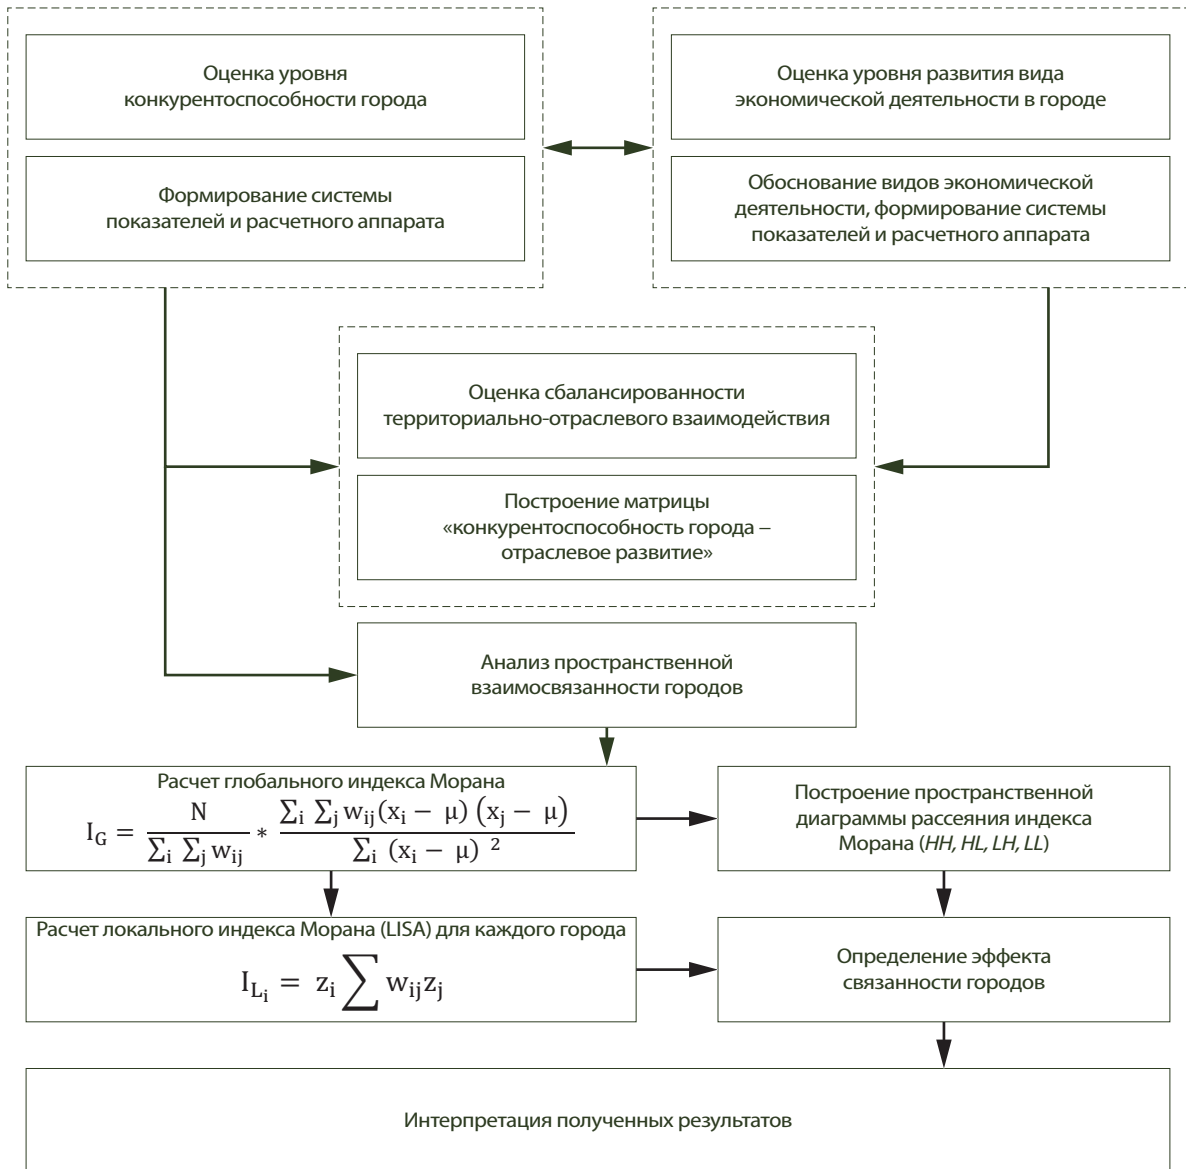 Оценка уровня
конкурентоспособности города
Формирование системы
показателей и расчетного аппарата
Оценка уровня развития вида
экономической деятельности в городе
Обоснование видов экономической
деятельности, формирование системы
показателей и расчетного аппарата
Оценка сбалансированности
территориально-отраслевого взаимодействия
Построение матрицы
«конкурентоспособность города –
отраслевое развитие»
Анализ пространственной
взаимосвязанности городов
Расчет глобального индекса Морана
I_G = N / (∑_i ∑_j w_ij) * (∑_i ∑_j w_ij (x_i − μ) (x_j − μ)) / (∑_i (x_i − μ)²)
Построение пространственной
диаграммы рассеяния индекса
Морана (HH, HL, LH, LL)
Расчет локального индекса Морана (LISA) для каждого города
I_{L_i} = z_i ∑ w_ij z_j
Определение эффекта
связанности городов
Интерпретация полученных результатов